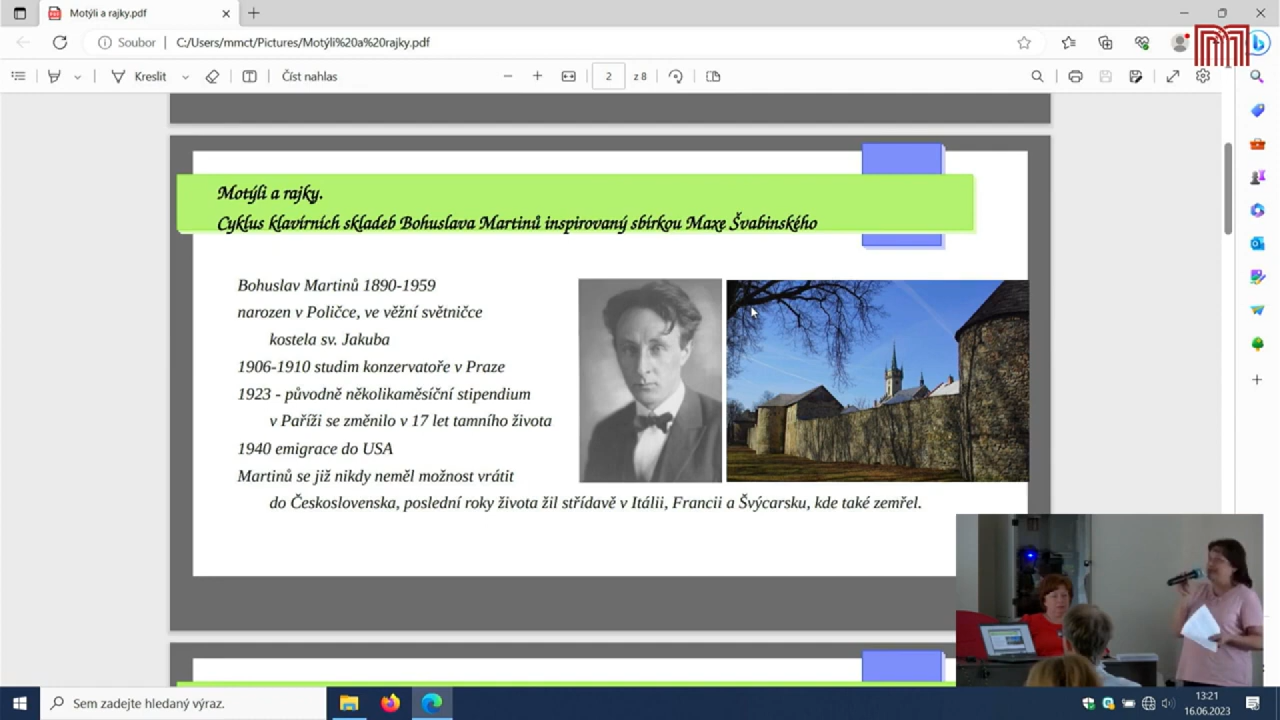 Motýli a rajky.pdf
Soubor
C:/Users/mmct/Pictures/Motýli%20a%20rajky.pdf
Kreslit
Číst nahlas
2
z 8
Motýli a rajky.
Cyklus klavírních skladeb Bohuslava Martinů inspirovaný sbírkou Maxe Švabinského
Bohuslav Martinů 1890-1959
narozen v Poličce, ve věžní světničce
kostela sv. Jakuba
1906-1910 studim konzervatoře v Praze
1923 - původně několikaměsíční stipendium
v Paříži se změnilo v 17 let tamního života
1940 emigrace do USA
Martinů se již nikdy neměl možnost vrátit
do Československa, poslední roky života žil střídavě v Itálii, Francii a Švýcarsku, kde také zemřel.
Sem zadejte hledaný výraz.
13:21
16.06.2023